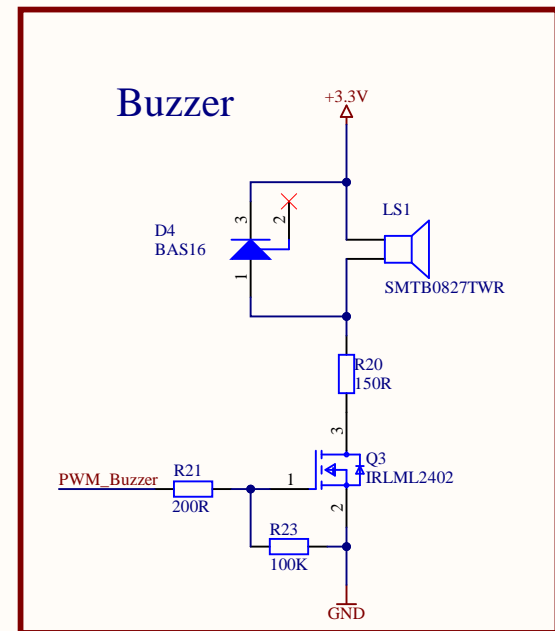 Buzzer
+3.3V
LS1
3
2
D4
BAS16
1
SMTB0827TWR
R20
150R
3
Q3
PWM_Buzzer
R21
1
IRLML2402
200R
2
R23
100K
GND